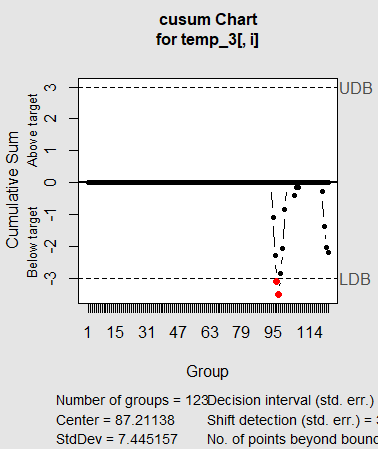 cusum Chart
for temp_3[, i]
UDB
LDB
Cumulative Sum
Above target
Below target
3
2
1
0
-1
-2
-3
1 15 31 47 63 79 95 114
Group
Number of groups = 123
Center = 87.21138
StdDev = 7.445157
Decision interval (std. err.)
Shift detection (std. err.) =
No. of points beyond